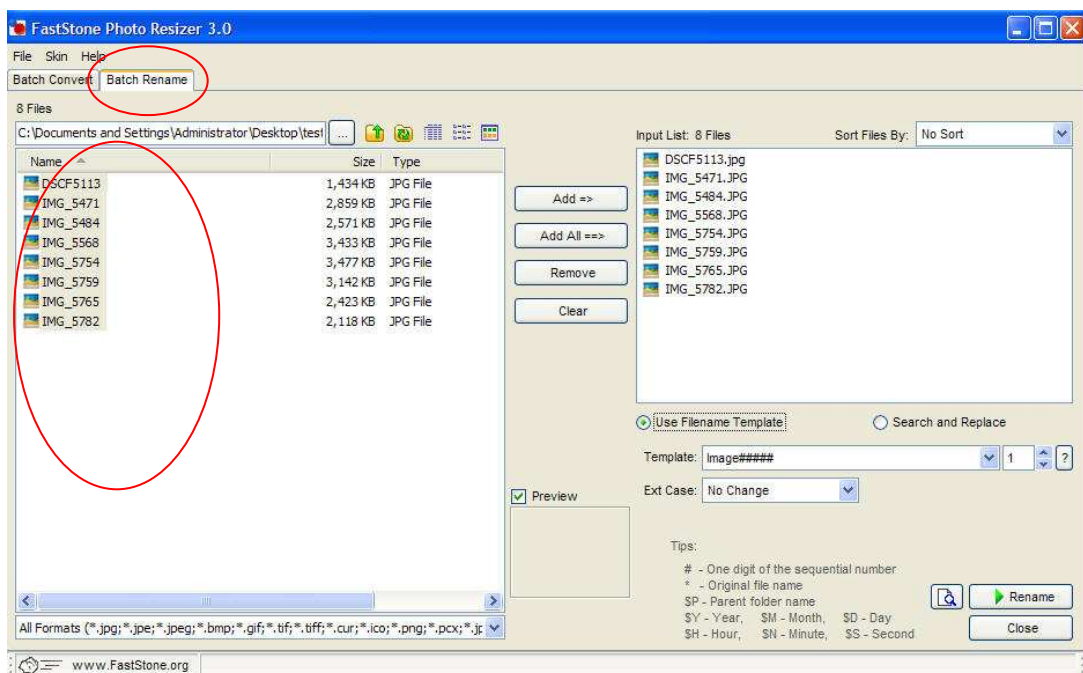 FastStone Photo Resizer 3.0
File Skin Help
Batch Convert Batch Rename
8 Files
C:\Documents and Settings\Administrator\Desktop\test ...
Input List: 8 Files Sort Files By: No Sort
Name Size Type
DSCF5113 1,434 KB JPG File
IMG_5471 2,859 KB JPG File
IMG_5484 2,571 KB JPG File
IMG_5568 3,433 KB JPG File
IMG_5754 3,477 KB JPG File
IMG_5759 3,142 KB JPG File
IMG_5765 2,423 KB JPG File
IMG_5782 2,118 KB JPG File
Add =>
Add All ==>
Remove
Clear
DSCF5113.jpg
IMG_5471.JPG
IMG_5484.JPG
IMG_5568.JPG
IMG_5754.JPG
IMG_5759.JPG
IMG_5765.JPG
IMG_5782.JPG
Use Filename Template Search and Replace
Template: Image##### 1 ?
Ext Case: No Change
Preview
Tips:
# - One digit of the sequential number
* - Original file name
$P - Parent folder name
$Y - Year, $M - Month, $D - Day
$H - Hour, $N - Minute, $S - Second
Rename
Close
All Formats (*.jpg;*.jpe;*.jpeg;*.bmp;*.gif;*.tif;*.tiff;*.cur;*.ico;*.png;*.pcx;*.jp
www.FastStone.org